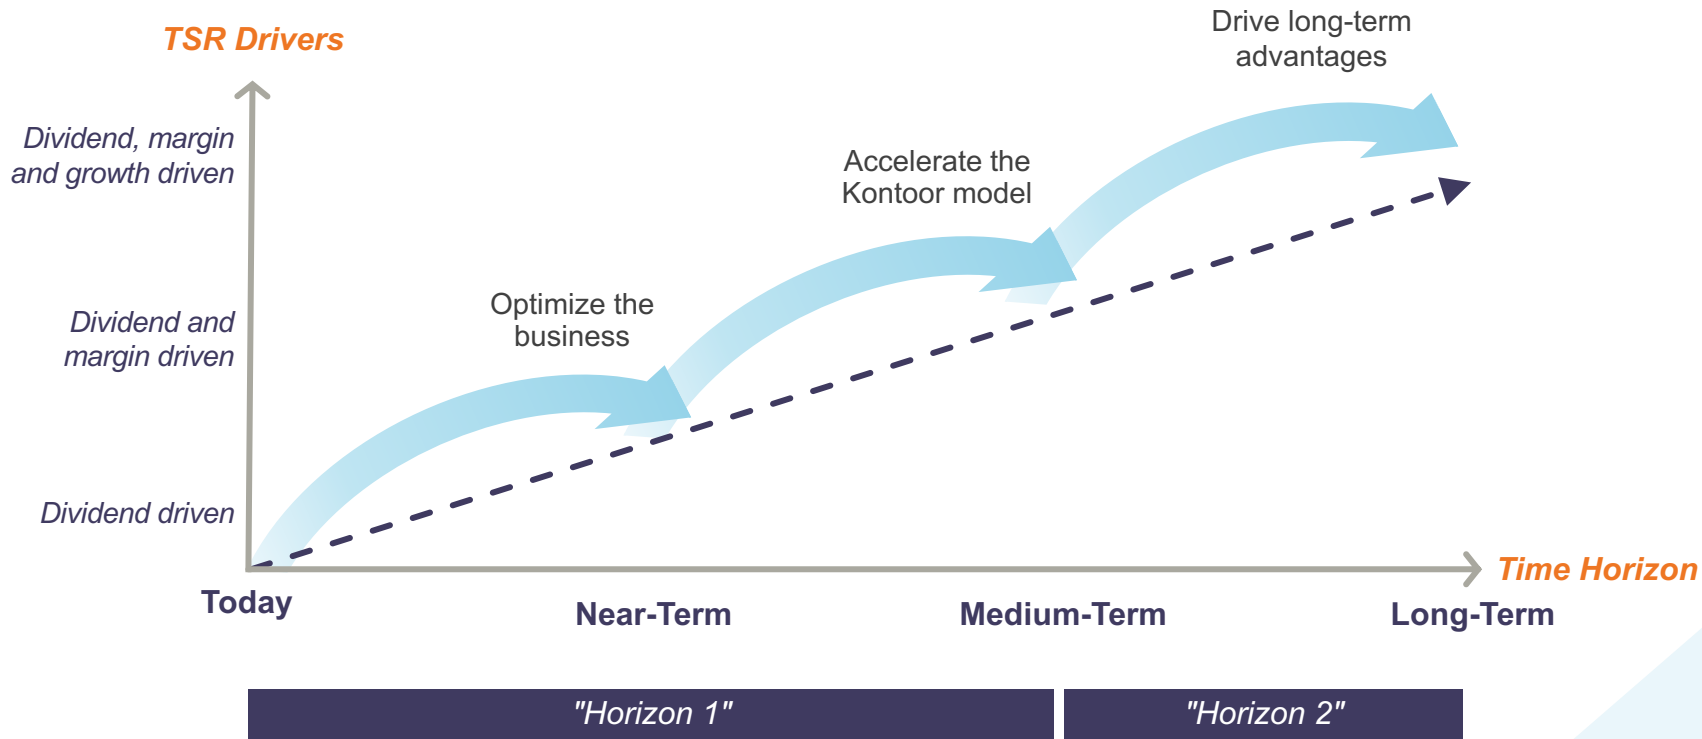 TSR Drivers
Dividend, margin
and growth driven
Dividend and
margin driven
Dividend driven
Optimize the
business
Accelerate the
Kontoor model
Drive long-term
advantages
Time Horizon
Today
Near-Term
Medium-Term
Long-Term
"Horizon 1"
"Horizon 2"